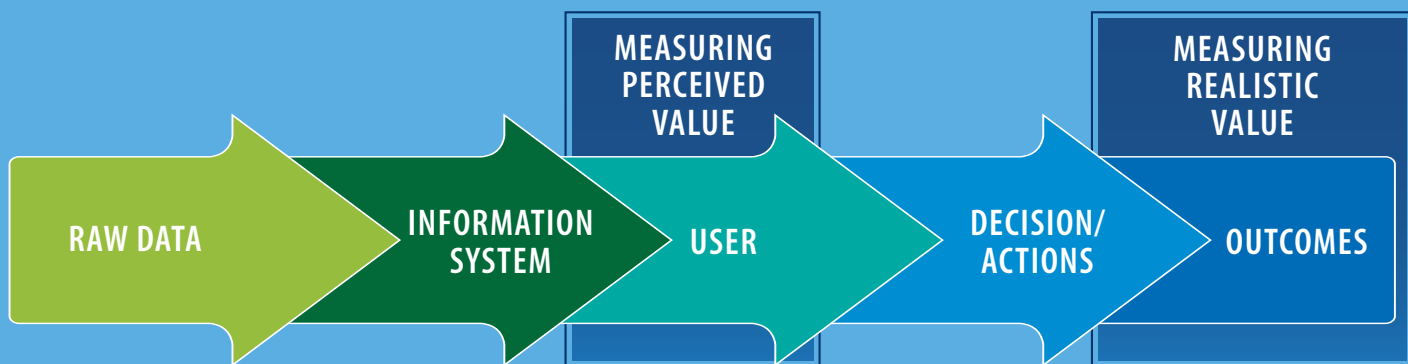 MEASURING
PERCEIVED
VALUE
MEASURING
REALISTIC
VALUE
RAW DATA
INFORMATION
SYSTEM
USER
DECISION/
ACTIONS
OUTCOMES